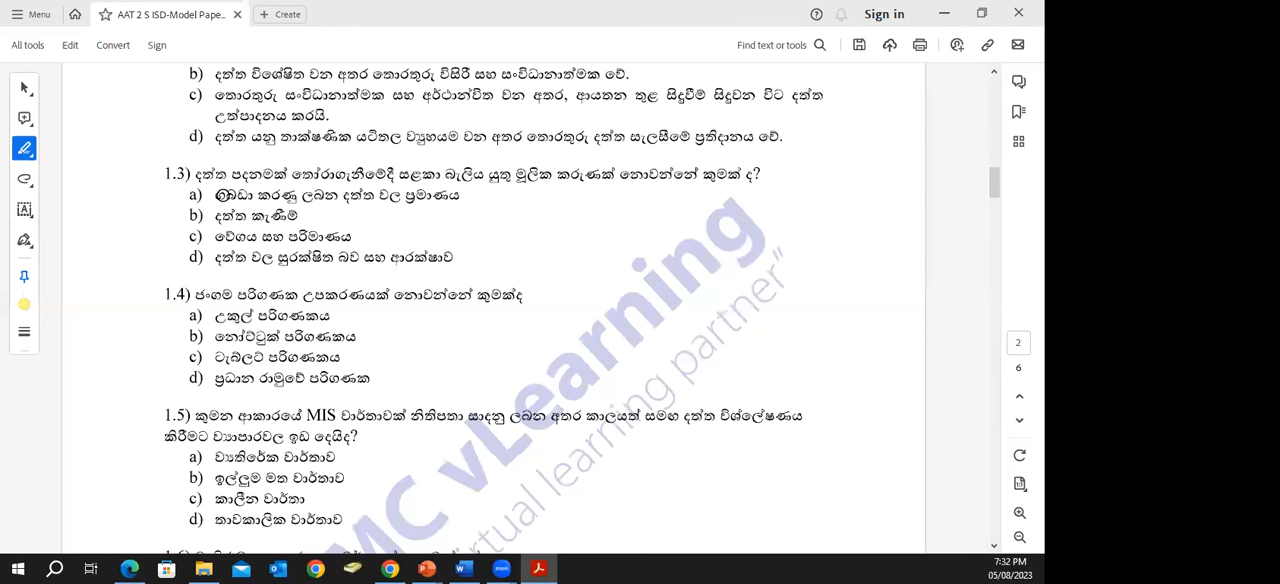 Menu
AAT 2 S ISD-Model Pape...
Create
Sign in
All tools Edit Convert Sign
Find text or tools
b) දත්ත විශේෂිත වන අතර තොරතුරු විසිරී සහ සංවිධානාත්මක වේ.
c) තොරතුරු සංවිධානාත්මක සහ අර්ථාන්විත වන අතර, ආයතන තුළ සිදුවීම් සිදුවන විට දත්ත
උත්පාදනය කරයි.
d) දත්ත යනු තාක්ෂණික යටිතල ව්‍යුහයම වන අතර තොරතුරු දත්ත සැලසීමේ ප්‍රතිදානය වේ.
1.3) දත්ත පදනමක් තෝරාගැනීමේදී සළකා බැලිය යුතු මූලික කරුණක් නොවන්නේ කුමක් ද?
a) ගබඩා කරණු ලබන දත්ත වල ප්‍රමාණය
b) දත්ත කැණීම්
c) වේගය සහ පරිමාණය
d) දත්ත වල සුරක්ෂිත බව සහ ආරක්ෂාව
1.4) ජංගම පරිගණක උපකරණයක් නොවන්නේ කුමක්ද
a) උකුල් පරිගණකය
b) නෝට්ටුක් පරිගණකය
c) ටැබ්ලට් පරිගණකය
d) ප්‍රධාන රාමුවේ පරිගණක
1.5) කුමන ආකාරයේ MIS වාර්තාවක් නිතිපතා සාදනු ලබන අතර කාලයත් සමඟ දත්ත විශ්ලේෂණය
කිරීමට ව්‍යාපාරවල ඉඩ දෙයිද?
a) ව්‍යතිරේක වාර්තාව
b) ඉල්ලුම මත වාර්තාව
c) කාලීන වාර්තා
d) තාවකාලික වාර්තාව
MC vLearning
virtual learning partner"
2
6
7:32 PM
05/08/2023